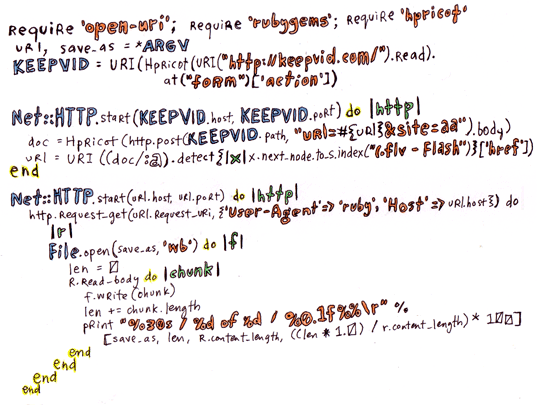 require 'open-uri'; require 'rubygems'; require 'hpricot'
url, save_as = *ARGV
KEEPVID = URI(Hpricot(URI("http://keepvid.com/").read).
at("form")['action'])
Net::HTTP.start(KEEPVID.host, KEEPVID.port) do |http|
doc = Hpricot(http.post(KEEPVID.path, "url=#{url}&site=aa").body)
url = URI((doc/:a).detect{|x|x.next_node.to_s.index("(.flv - Flash")}['href'])
end
Net::HTTP.start(url.host, url.port) do |http|
http.request_get(url.request_uri, {'User-Agent'=>'ruby', 'Host'=>url.host}) do
|r|
File.open(save_as, 'wb') do |f|
len = 0
r.read_body do |chunk|
f.write(chunk)
len += chunk.length
print "%30s / %d of %d / %0.1f%%\r" %
[save_as, len, r.content_length, ((len * 1.0) / r.content_length) * 100]
end
end
end
end